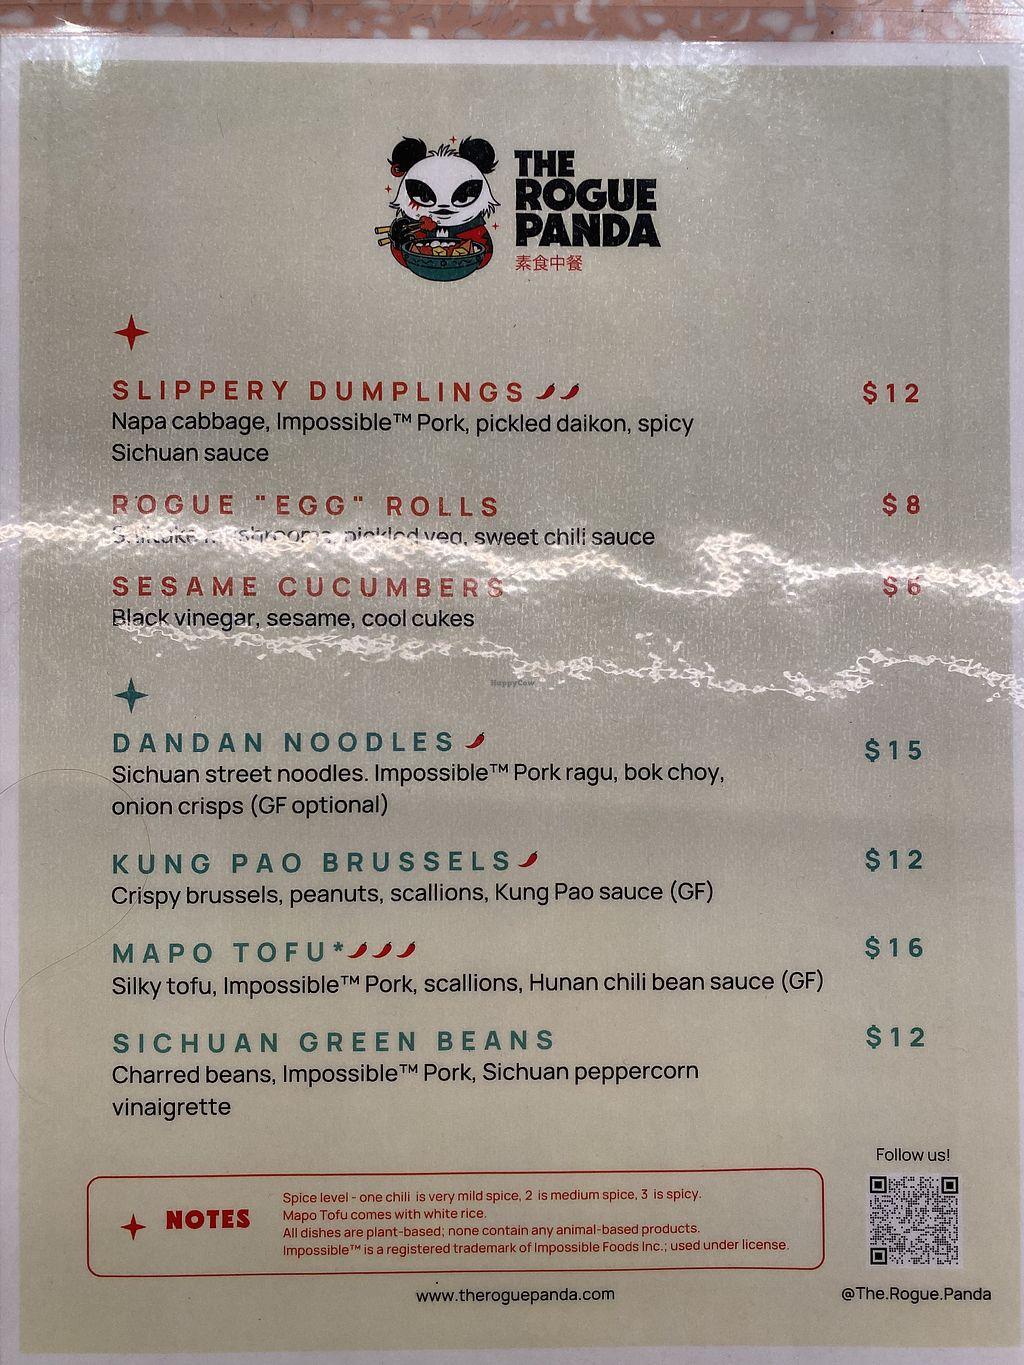 THE
ROGUE
PANDA
素食中餐
SLIPPERY DUMPLINGS $12
Napa cabbage, Impossible™ Pork, pickled daikon, spicy
Sichuan sauce
ROGUE "EGG" ROLLS $8
Shiitake mushrooms, pickled veg, sweet chili sauce
SESAME CUCUMBERS $6
Black vinegar, sesame, cool cukes
HappyCow
DANDAN NOODLES $15
Sichuan street noodles. Impossible™ Pork ragu, bok choy,
onion crisps (GF optional)
KUNG PAO BRUSSELS $12
Crispy brussels, peanuts, scallions, Kung Pao sauce (GF)
MAPO TOFU* $16
Silky tofu, Impossible™ Pork, scallions, Hunan chili bean sauce (GF)
SICHUAN GREEN BEANS $12
Charred beans, Impossible™ Pork, Sichuan peppercorn
vinaigrette
Follow us!
NOTES
Spice level - one chili is very mild spice, 2 is medium spice, 3 is spicy.
Mapo Tofu comes with white rice.
All dishes are plant-based; none contain any animal-based products.
Impossible™ is a registered trademark of Impossible Foods Inc.; used under license.
www.theroguepanda.com
@The.Rogue.Panda